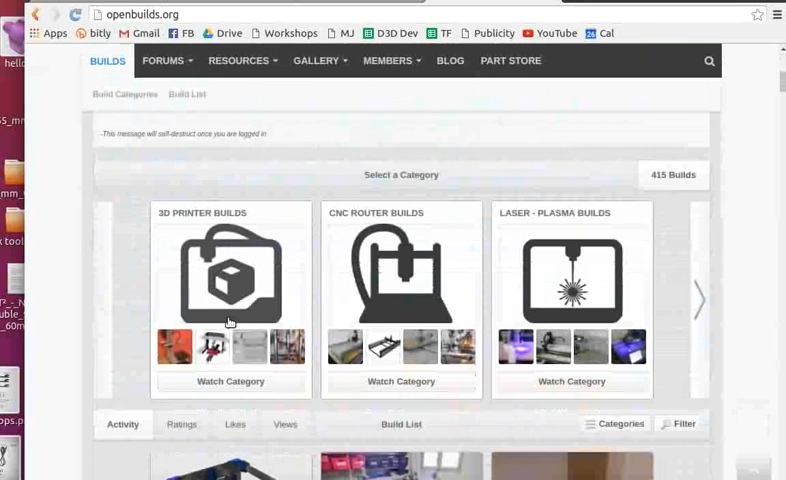 openbuilds.org
Apps bitly Gmail FB Drive Workshops MJ D3D Dev TF Publicity YouTube 26 Cal
BUILDS FORUMS RESOURCES GALLERY MEMBERS BLOG PART STORE
Build Categories Build List
-This message will self-destruct once you are logged in
Select a Category 415 Builds
3D PRINTER BUILDS CNC ROUTER BUILDS LASER - PLASMA BUILDS
Watch Category Watch Category Watch Category
Activity Ratings Likes Views Build List Categories Filter